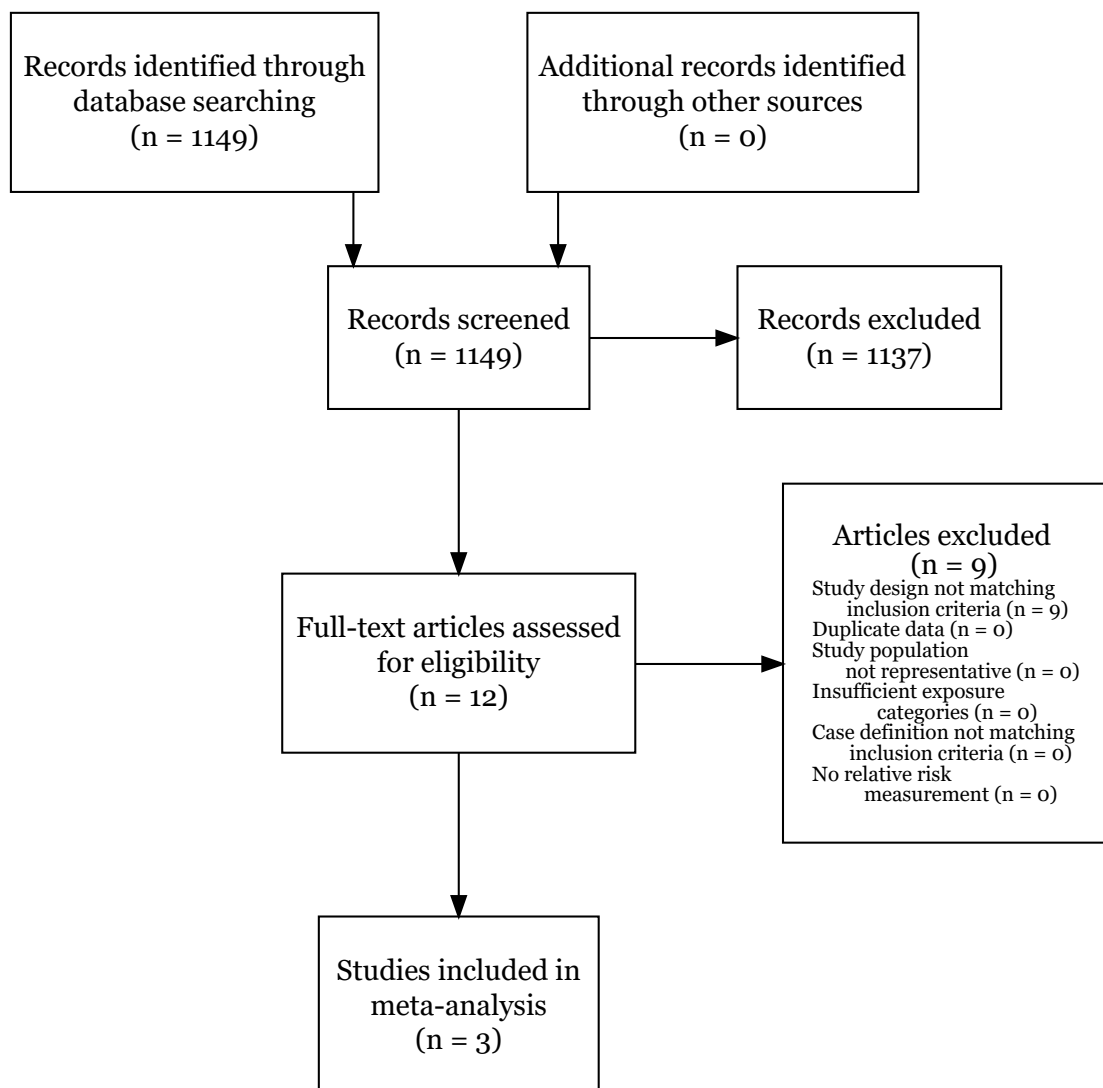 Records identified through
database searching
(n = 1149)
Additional records identified
through other sources
(n = 0)
Records screened
(n = 1149)
Records excluded
(n = 1137)
Full-text articles assessed
for eligibility
(n = 12)
Articles excluded
(n = 9)
Study design not matching
inclusion criteria (n = 9)
Duplicate data (n = 0)
Study population
not representative (n = 0)
Insufficient exposure
categories (n = 0)
Case definition not matching
inclusion criteria (n = 0)
No relative risk
measurement (n = 0)
Studies included in
meta-analysis
(n = 3)